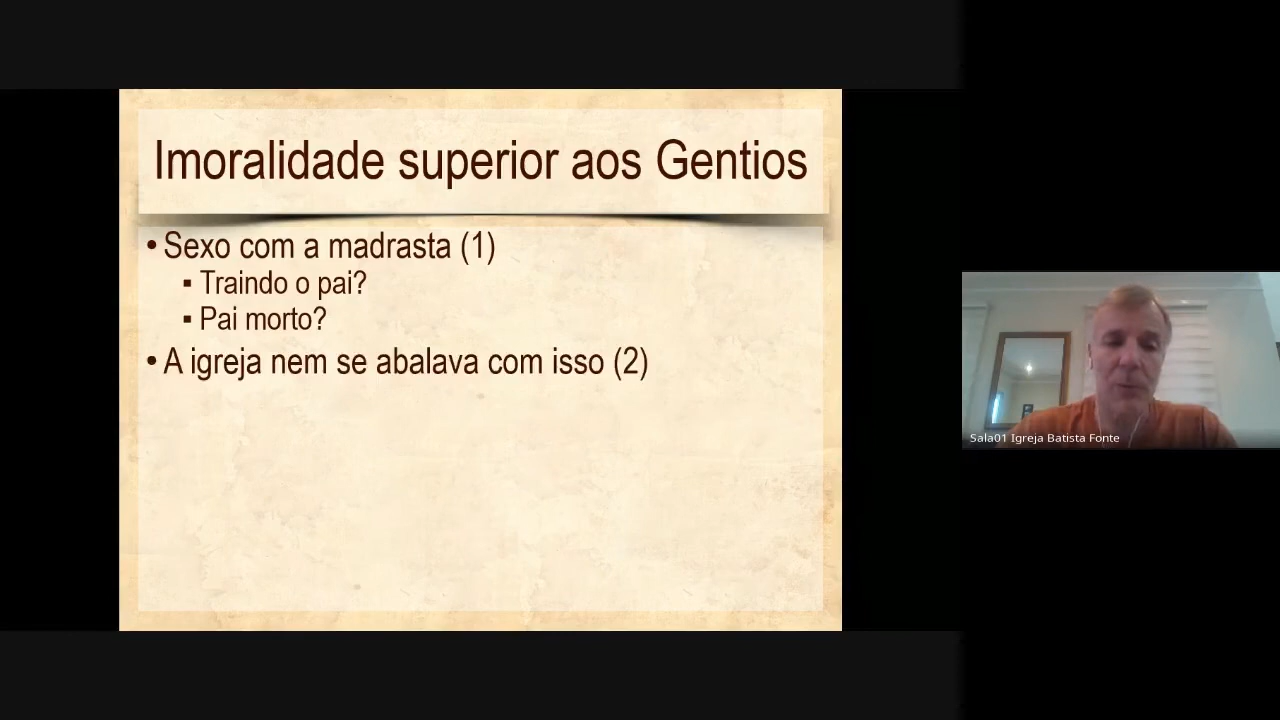 Imoralidade superior aos Gentios
• Sexo com a madrasta (1)
▪ Traindo o pai?
▪ Pai morto?
• A igreja nem se abalava com isso (2)
Sala01 Igreja Batista Fonte